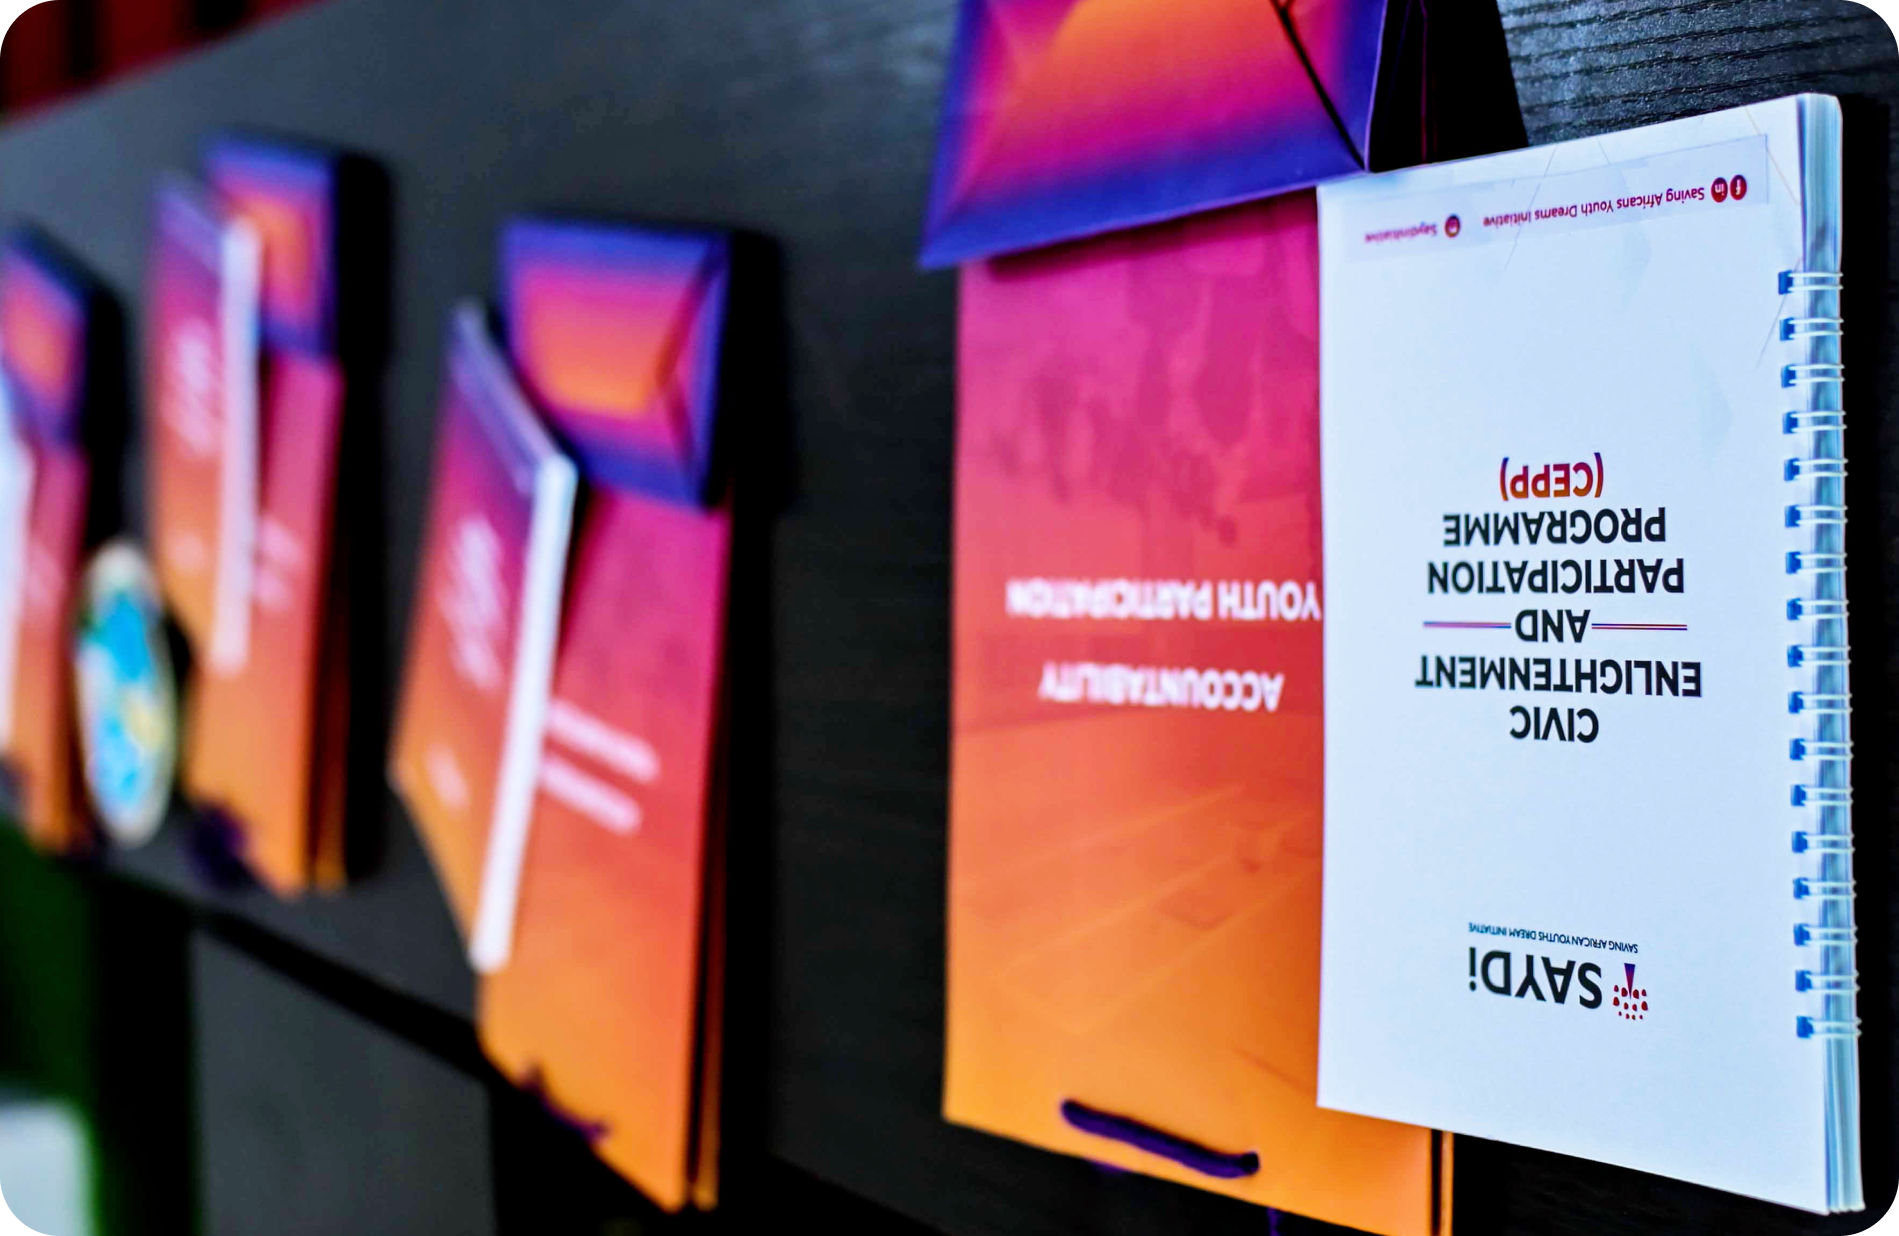 SAYDi
SAVING AFRICAN YOUTHS DREAM INITIATIVE
CIVIC
ENLIGHTENMENT
AND
PARTICIPATION
PROGRAMME
(CEPP)
Saving Africans Youth Dreams Initiative
Saydinitiative
ACCOUNTABILITY
YOUTH PARTICIPATION